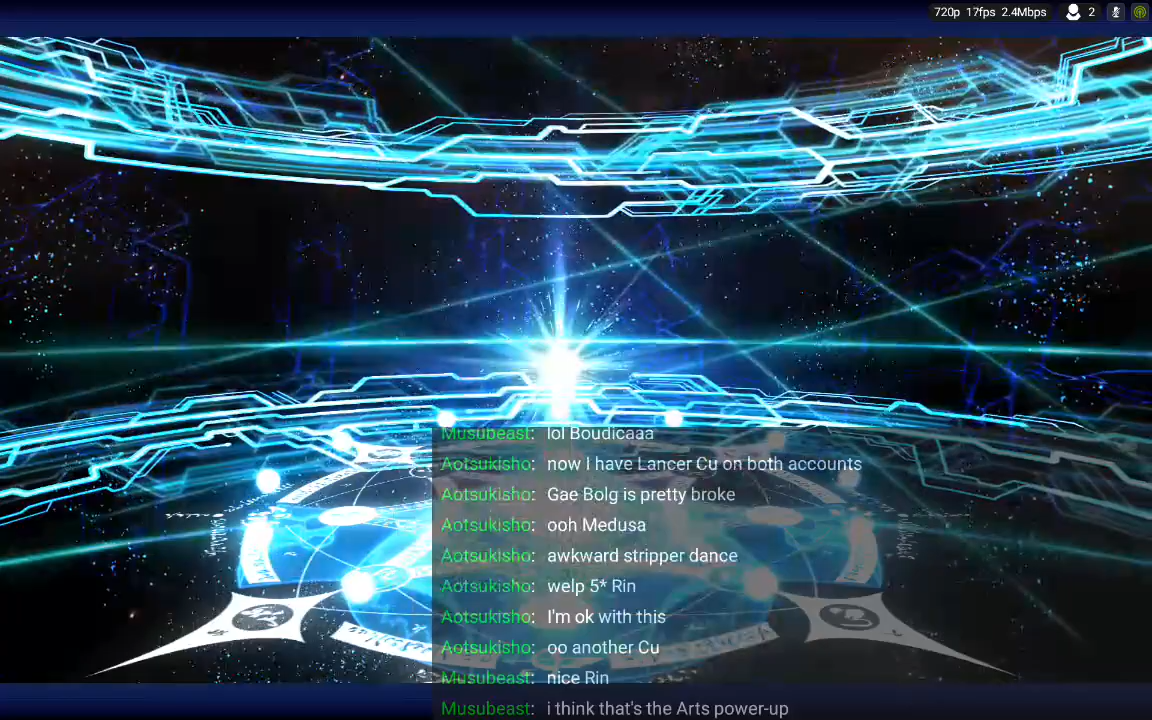 720p 17fps 2.4Mbps 2
Musubeast: lol Boudicaaa
Aotsukisho: now I have Lancer Cu on both accounts
Aotsukisho: Gae Bolg is pretty broke
Aotsukisho: ooh Medusa
Aotsukisho: awkward stripper dance
Aotsukisho: welp 5* Rin
Aotsukisho: I'm ok with this
Aotsukisho: oo another Cu
Musubeast: nice Rin
Musubeast: i think that's the Arts power-up